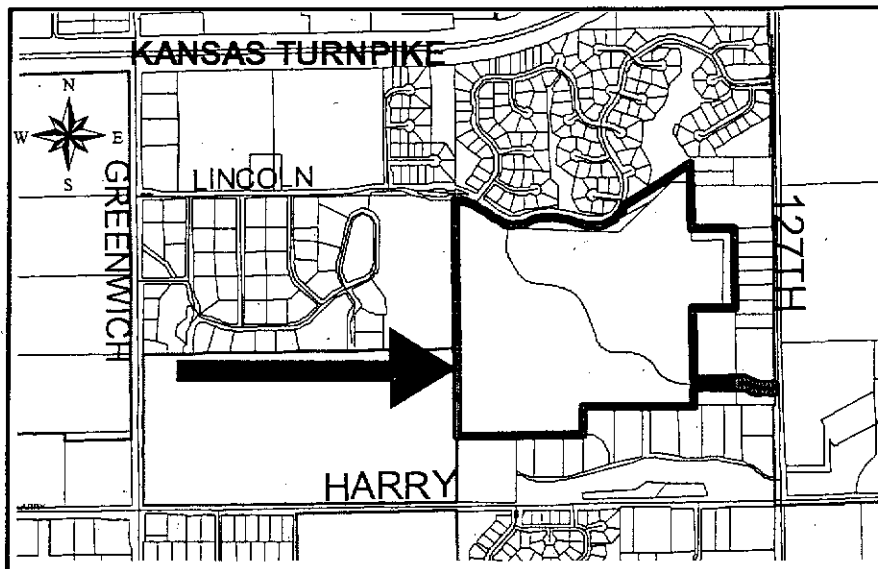 KANSAS TURNPIKE
N
W E
S
LINCOLN
GREENWICH
127TH
HARRY